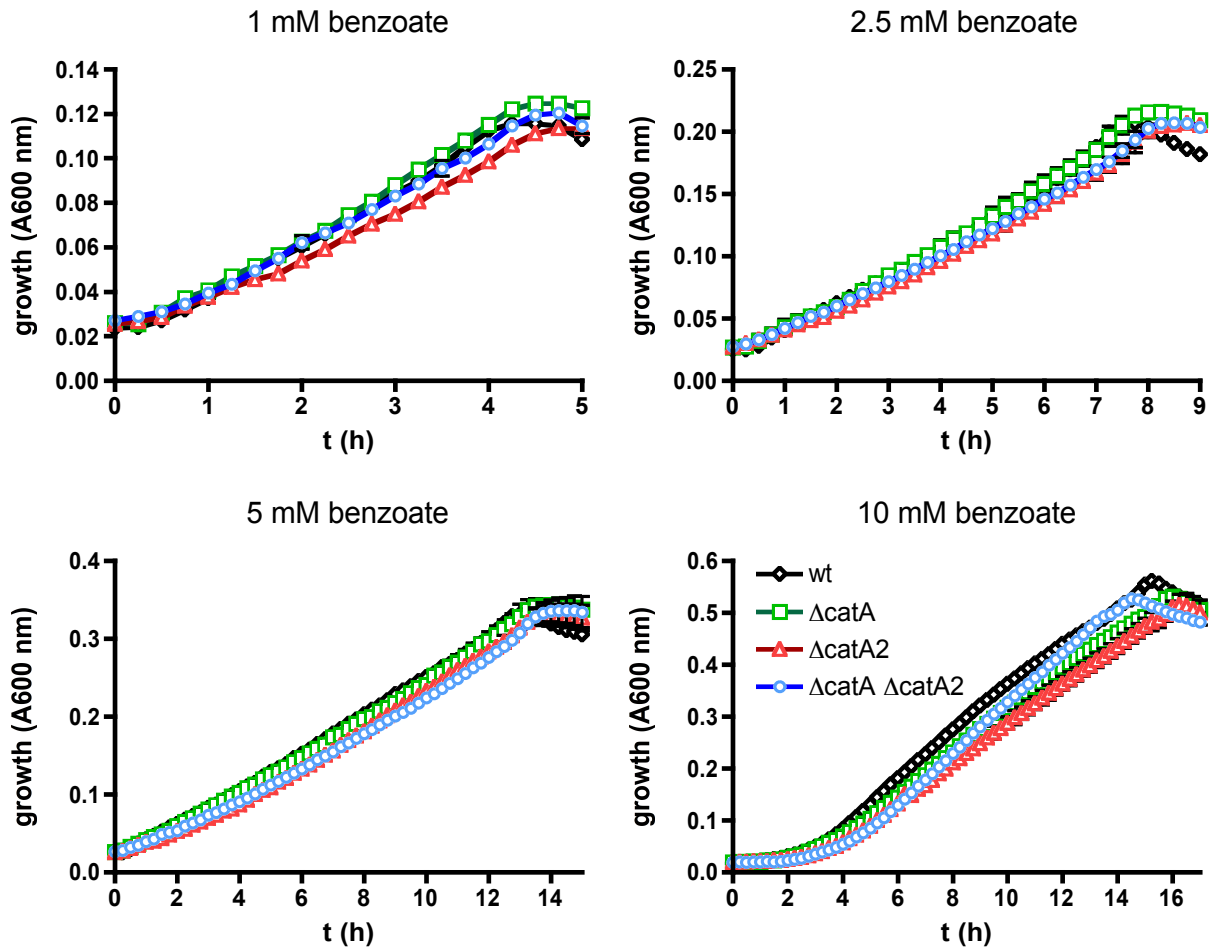 1 mM benzoate
growth (A600 nm)
0.14
0.12
0.10
0.08
0.06
0.04
0.02
0.00
0 1 2 3 4 5
t (h)
2.5 mM benzoate
growth (A600 nm)
0.25
0.20
0.15
0.10
0.05
0.00
0 1 2 3 4 5 6 7 8 9
t (h)
5 mM benzoate
growth (A600 nm)
0.4
0.3
0.2
0.1
0.0
0 2 4 6 8 10 12 14
t (h)
10 mM benzoate
growth (A600 nm)
0.6
0.5
0.4
0.3
0.2
0.1
0.0
wt
ΔcatA
ΔcatA2
ΔcatA ΔcatA2
0 2 4 6 8 10 12 14 16
t (h)